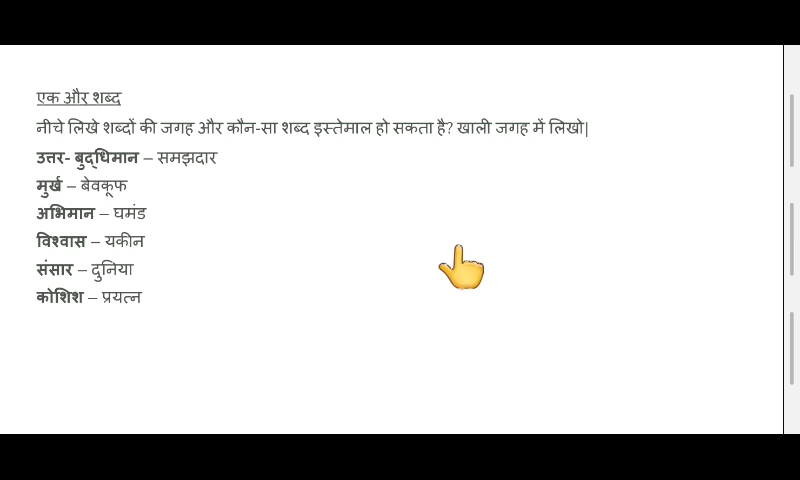 एक और शब्द
नीचे लिखे शब्दों की जगह और कौन-सा शब्द इस्तेमाल हो सकता है? खाली जगह में लिखो|
उत्तर- बुद्धिमान – समझदार
मुर्ख – बेवकूफ
अभिमान – घमंड
विश्वास – यकीन
संसार – दुनिया
कोशिश – प्रयत्न